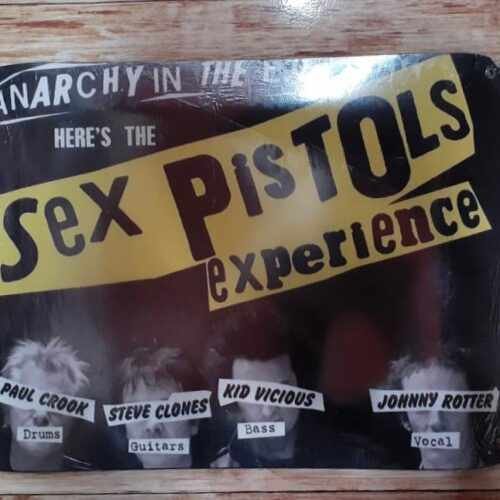 ANARCHY IN THE
HERE'S THE
Sex PisTOLs
experience
PAUL CROOK
Drums
STEVE CLONES
Guitars
KID VICIOUS
Bass
JOHNNY ROTTER
Vocal